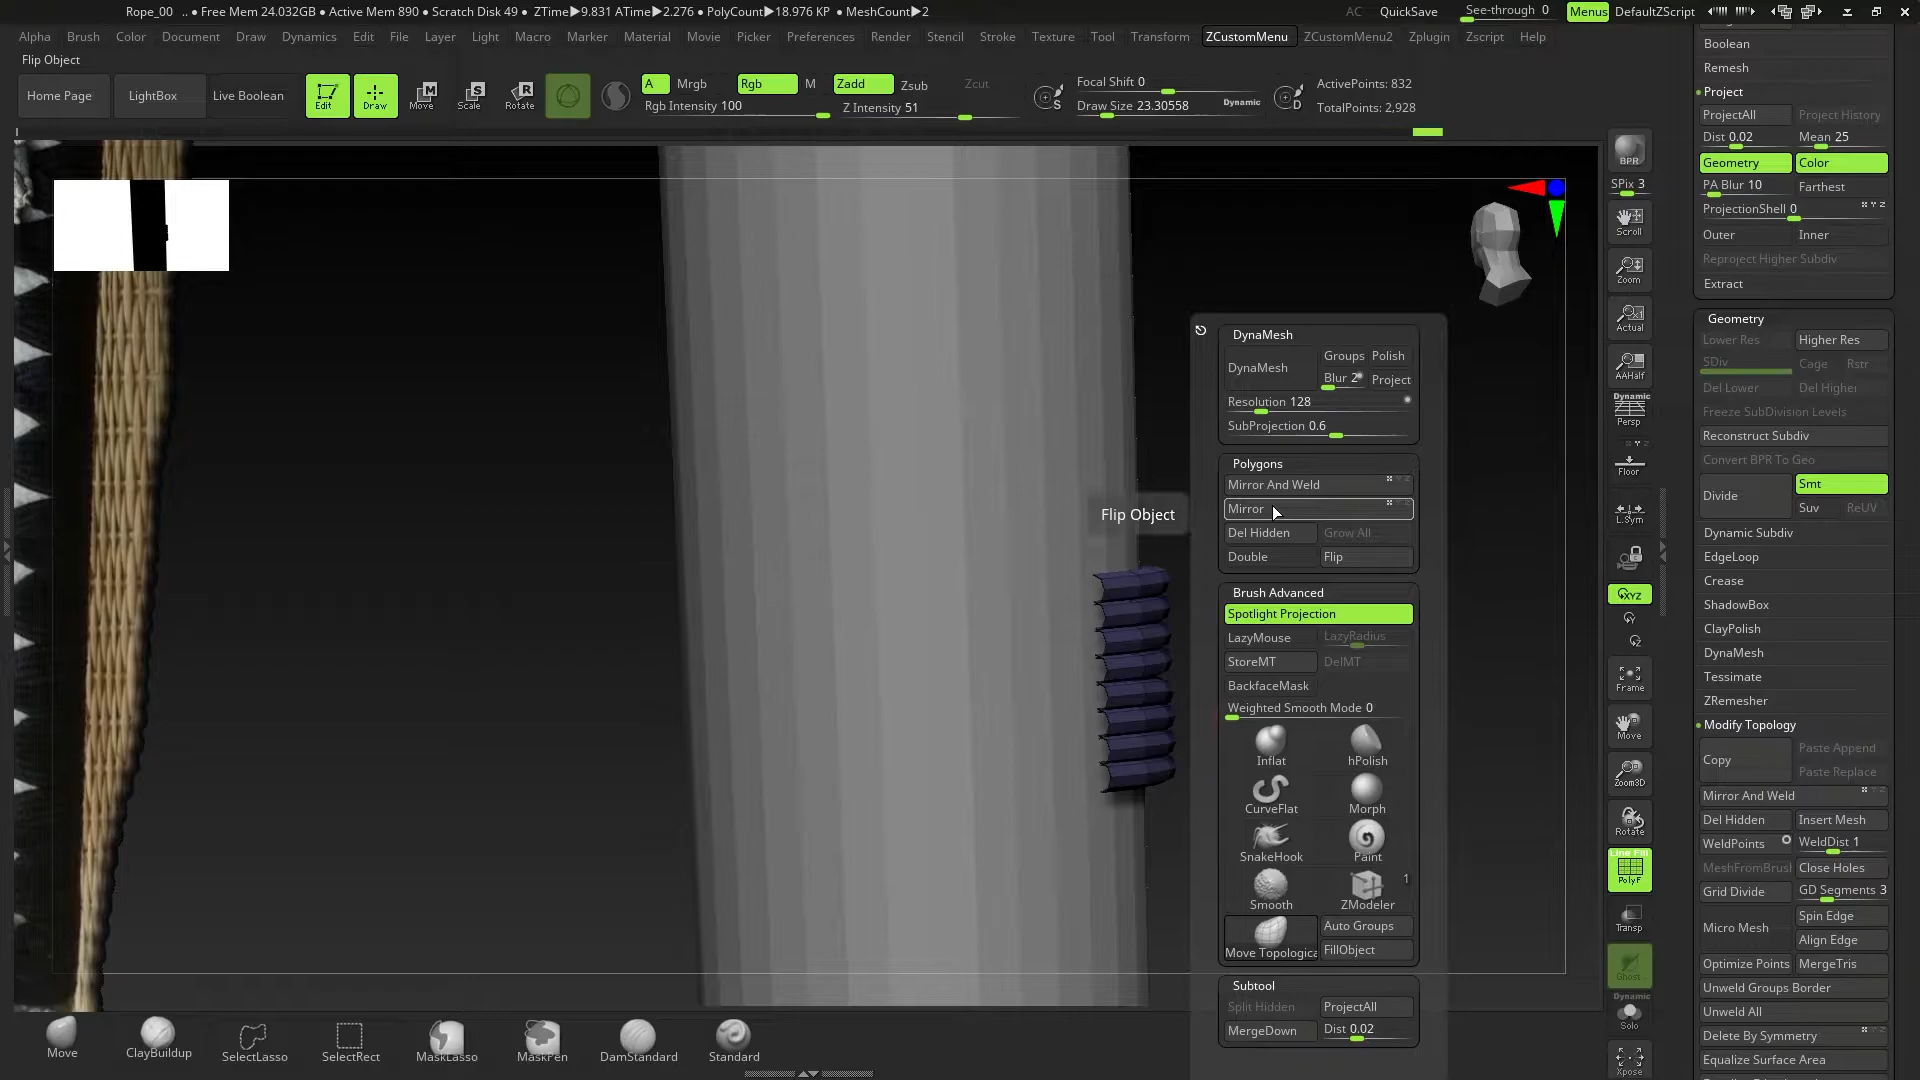 Rope_00 .. • Free Mem 24.032GB • Active Mem 890 • Scratch Disk 49 • ZTime▶9.831 ATime▶2.276 • PolyCount▶18.976 KP • MeshCount▶2
AC QuickSave See-through 0 Menus DefaultZScript
Alpha Brush Color Document Draw Dynamics Edit File Layer Light Macro Marker Material Movie Picker Preferences Render Stencil Stroke Texture Tool Transform ZCustomMenu ZCustomMenu2 Zplugin Zscript Help
Flip Object
Home Page LightBox Live Boolean Edit Draw Move Scale Rotate
A Mrgb Rgb M Zadd Zsub Zcut
Rgb Intensity 100 Z Intensity 51
Focal Shift 0
Draw Size 23.30558 Dynamic
ActivePoints: 832
TotalPoints: 2,928
Flip Object
DynaMesh
DynaMesh Groups Polish
Blur 2 Project
Resolution 128
SubProjection 0.6
Polygons
Mirror And Weld
Mirror
Del Hidden Grow All
Double Flip
Brush Advanced
Spotlight Projection
LazyMouse LazyRadius
StoreMT DelMT
BackfaceMask
Weighted Smooth Mode 0
Inflat hPolish
CurveFlat Morph
SnakeHook Paint
Smooth ZModeler 1
Move Topologica Auto Groups
FillObject
Subtool
Split Hidden ProjectAll
MergeDown Dist 0.02
BPR
SPix 3
Scroll
Zoom
Actual
AAHalf
Dynamic
Persp
Floor
L.Sym
XYZ
Frame
Move
Zoom3D
Rotate
Line Fill
PolyF
Transp
Ghost
Dynamic
Solo
Xpose
Boolean
Remesh
Project
ProjectAll Project History
Dist 0.02 Mean 25
Geometry Color
PA Blur 10 Farthest
ProjectionShell 0
Outer Inner
Reproject Higher Subdiv
Extract
Geometry
Lower Res Higher Res
SDiv Cage Rstr
Del Lower Del Higher
Freeze SubDivision Levels
Reconstruct Subdiv
Convert BPR To Geo
Divide Smt
Suv ReUV
Dynamic Subdiv
EdgeLoop
Crease
ShadowBox
ClayPolish
DynaMesh
Tessimate
ZRemesher
Modify Topology
Copy Paste Append
Paste Replace
Mirror And Weld
Del Hidden Insert Mesh
WeldPoints WeldDist 1
MeshFromBrus Close Holes
Grid Divide GD Segments 3
Micro Mesh Spin Edge
Align Edge
Optimize Points MergeTris
Unweld Groups Border
Unweld All
Delete By Symmetry
Equalize Surface Area
Move ClayBuildup SelectLasso SelectRect MaskLasso MaskPen DamStandard Standard